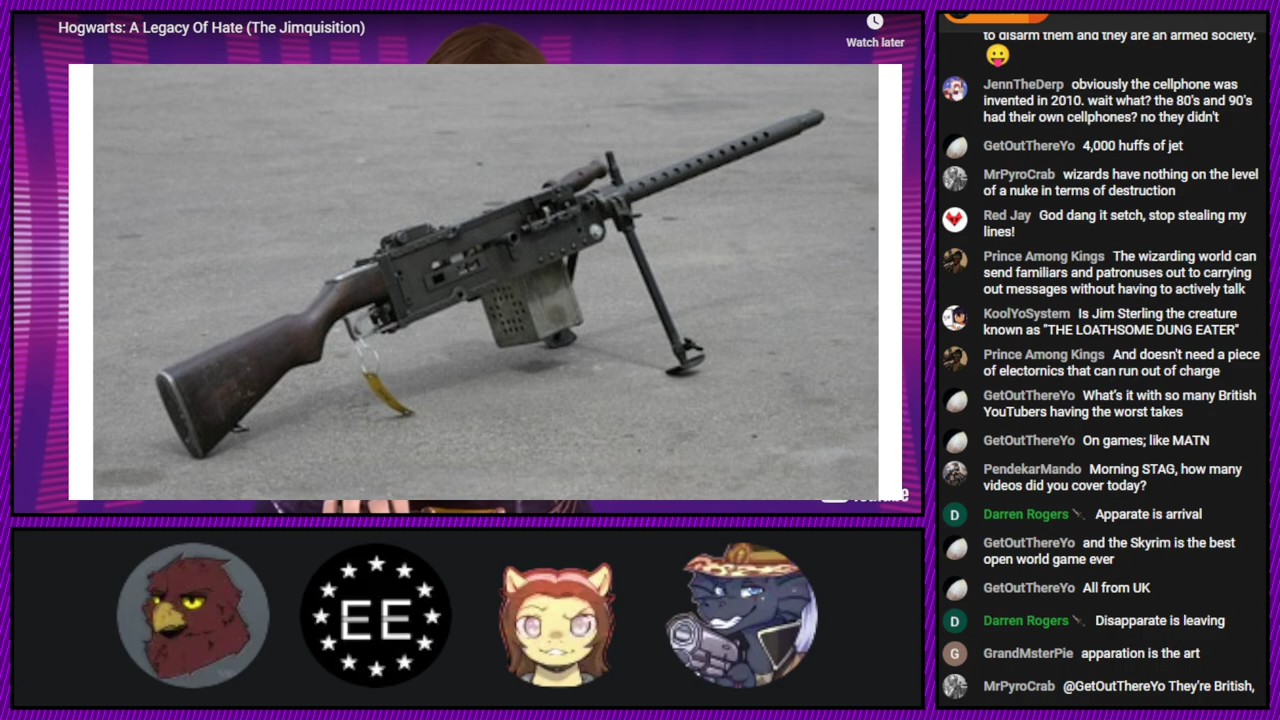 Hogwarts: A Legacy Of Hate (The Jimquisition)
Watch later
EE
to disarm them and they are an armed society.
JennTheDerp obviously the cellphone was
invented in 2010. wait what? the 80's and 90's
had their own cellphones? no they didn't
GetOutThereYo 4,000 huffs of jet
MrPyroCrab wizards have nothing on the level
of a nuke in terms of destruction
Red Jay God dang it setch, stop stealing my
lines!
Prince Among Kings The wizarding world can
send familiars and patronuses out to carrying
out messages without having to actively talk
KoolYoSystem Is Jim Sterling the creature
known as "THE LOATHSOME DUNG EATER"
Prince Among Kings And doesn't need a piece
of electornics that can run out of charge
GetOutThereYo What's it with so many British
YouTubers having the worst takes
GetOutThereYo On games; like MATN
PendekarMando Morning STAG, how many
videos did you cover today?
D Darren Rogers Apparate is arrival
GetOutThereYo and the Skyrim is the best
open world game ever
GetOutThereYo All from UK
D Darren Rogers Disapparate is leaving
G GrandMsterPie apparation is the art
MrPyroCrab @GetOutThereYo They're British,